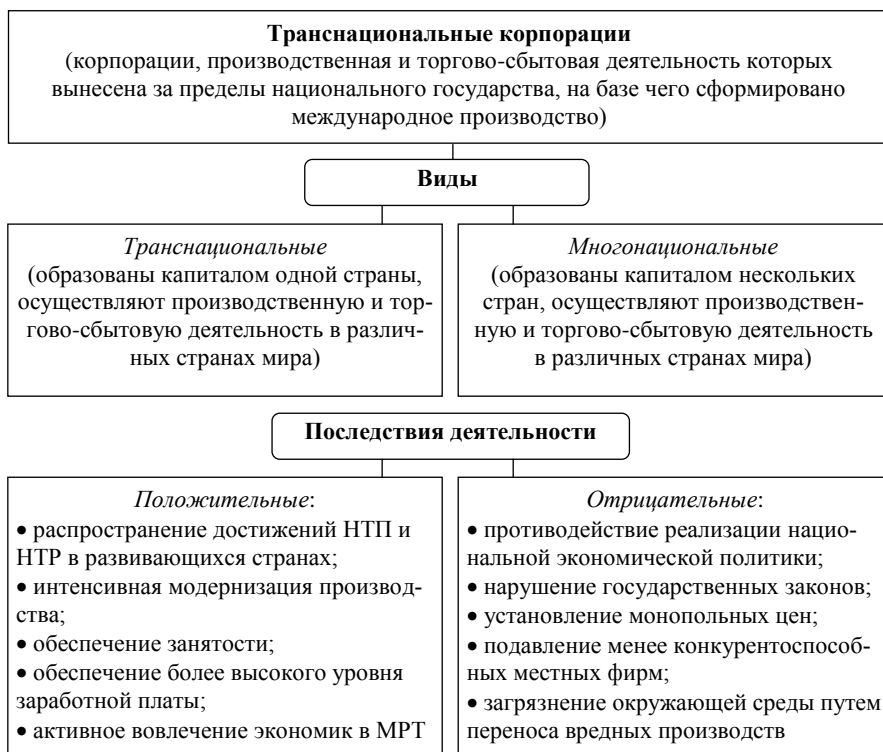 Транснациональные корпорации
(корпорации, производственная и торгово-сбытовая деятельность которых
вынесена за пределы национального государства, на базе чего сформировано
международное производство)
Виды
Транснациональные
(образованы капиталом одной страны,
осуществляют производственную и тор-
гово-сбытовую деятельность в различ-
ных странах мира)
Многонациональные
(образованы капиталом нескольких
стран, осуществляют производствен-
ную и торгово-сбытовую деятельность
в различных странах мира)
Последствия деятельности
Положительные:
• распространение достижений НТП и
НТР в развивающихся странах;
• интенсивная модернизация производ-
ства;
• обеспечение занятости;
• обеспечение более высокого уровня
заработной платы;
• активное вовлечение экономик в МРТ
Отрицательные:
• противодействие реализации нацио-
нальной экономической политики;
• нарушение государственных законов;
• установление монопольных цен;
• подавление менее конкурентоспособ-
ных местных фирм;
• загрязнение окружающей среды путем
переноса вредных производств